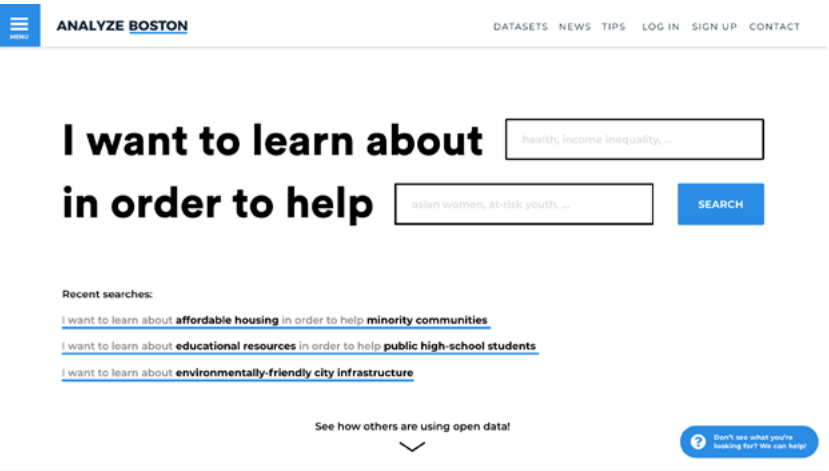 MENU
ANALYZE BOSTON
DATASETS NEWS TIPS LOG IN SIGN UP CONTACT
I want to learn about health, income inequality, ...
in order to help asian women, at-risk youth, ... SEARCH
Recent searches:
I want to learn about affordable housing in order to help minority communities
I want to learn about educational resources in order to help public high-school students
I want to learn about environmentally-friendly city infrastructure
See how others are using open data!
? Don't see what you're
looking for? We can help!